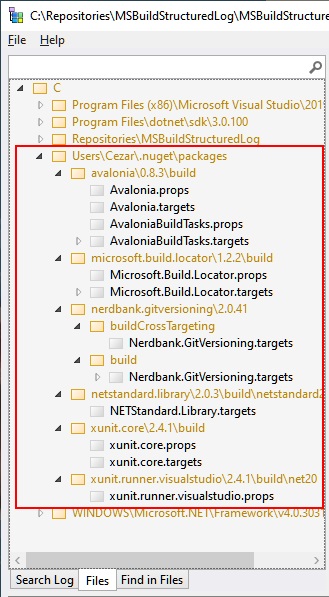 C:\Repositories\MSBuildStructuredLog\MSBuildStructure
File Help
C
Program Files (x86)\Microsoft Visual Studio\201
Program Files\dotnet\sdk\3.0.100
Repositories\MSBuildStructuredLog
Users\Cezar\.nuget\packages
avalonia\0.8.3\build
Avalonia.props
Avalonia.targets
AvaloniaBuildTasks.props
AvaloniaBuildTasks.targets
microsoft.build.locator\1.2.2\build
Microsoft.Build.Locator.props
Microsoft.Build.Locator.targets
nerdbank.gitversioning\2.0.41
buildCrossTargeting
Nerdbank.GitVersioning.targets
build
Nerdbank.GitVersioning.targets
netstandard.library\2.0.3\build\netstandard2
NETStandard.Library.targets
xunit.core\2.4.1\build
xunit.core.props
xunit.core.targets
xunit.runner.visualstudio\2.4.1\build\net20
xunit.runner.visualstudio.props
WINDOWS\Microsoft.NET\Framework\v4.0.303
Search Log Files Find in Files